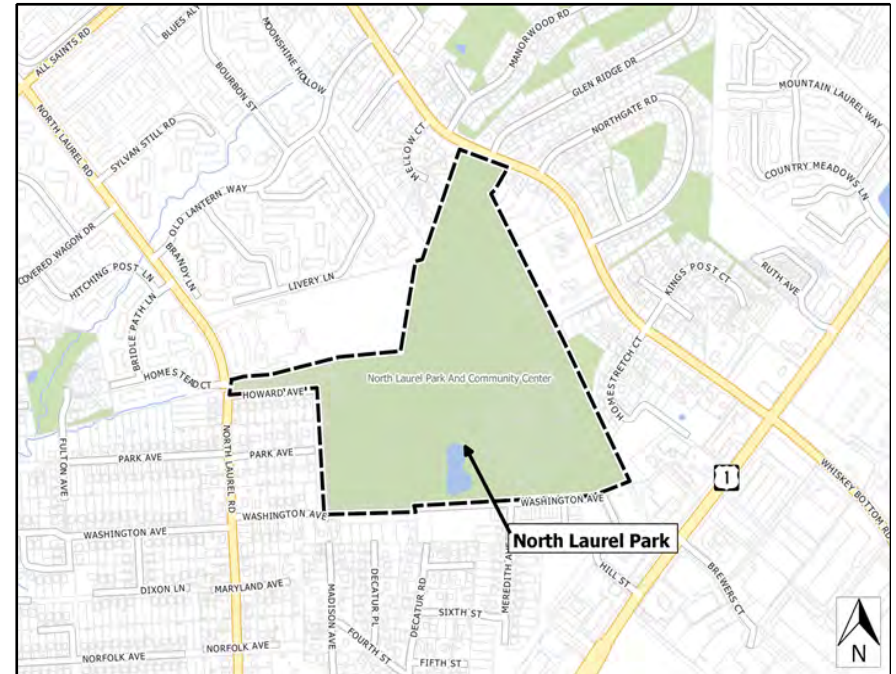 ALL SAINTS RD
BLUES ALY
MOONSHINE HOLLOW
BOURBON ST
MANORWOOD RD
GLEN RIDGE DR
NORTHGATE RD
MOUNTAIN LAUREL WAY
COUNTRY MEADOWS LN
NORTH LAUREL RD
SYLVAN STILL RD
MELLOW CT
OLD LANTERN WAY
COVERED WAGON DR
BRANDY LN
HITCHING POST LN
LIVERY LN
KINGS POST CT
RUTH AVE
BRIDLE PATH LN
HOMESTEAD CT
HOWARD AVE
North Laurel Park And Community Center
HOMESTRETCH CT
FULTON AVE
PARK AVE
PARK AVE
NORTH LAUREL RD
1
WHISKEY BOTTOM RD
WASHINGTON AVE
WASHINGTON AVE
WASHINGTON AVE
North Laurel Park
DIXON LN
MARYLAND AVE
MADISON AVE
DECATUR PL
DECATUR RD
SIXTH ST
HILL ST
BREWERS CT
NORFOLK AVE
NORFOLK AVE
FOURTH ST
FIFTH ST
N